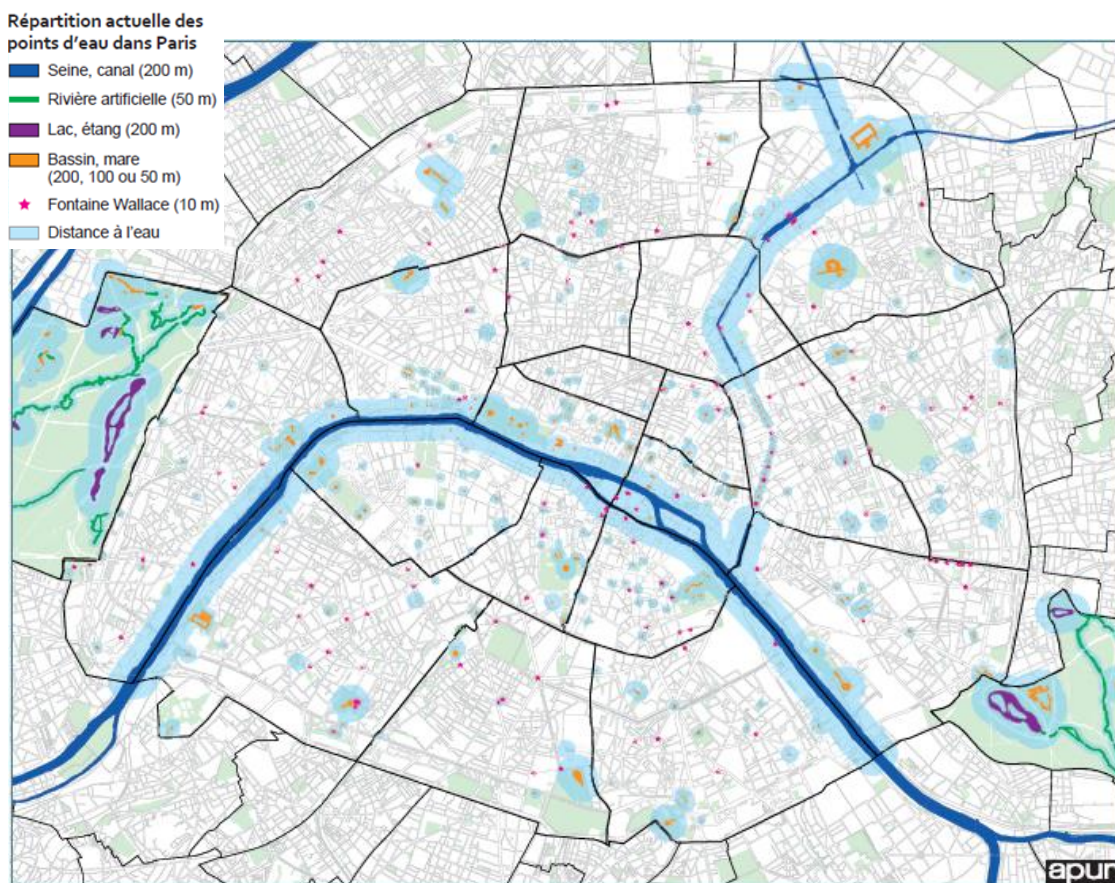 Répartition actuelle des
points d'eau dans Paris
Seine, canal (200 m)
Rivière artificielle (50 m)
Lac, étang (200 m)
Bassin, mare
(200, 100 ou 50 m)
Fontaine Wallace (10 m)
Distance à l'eau
apur